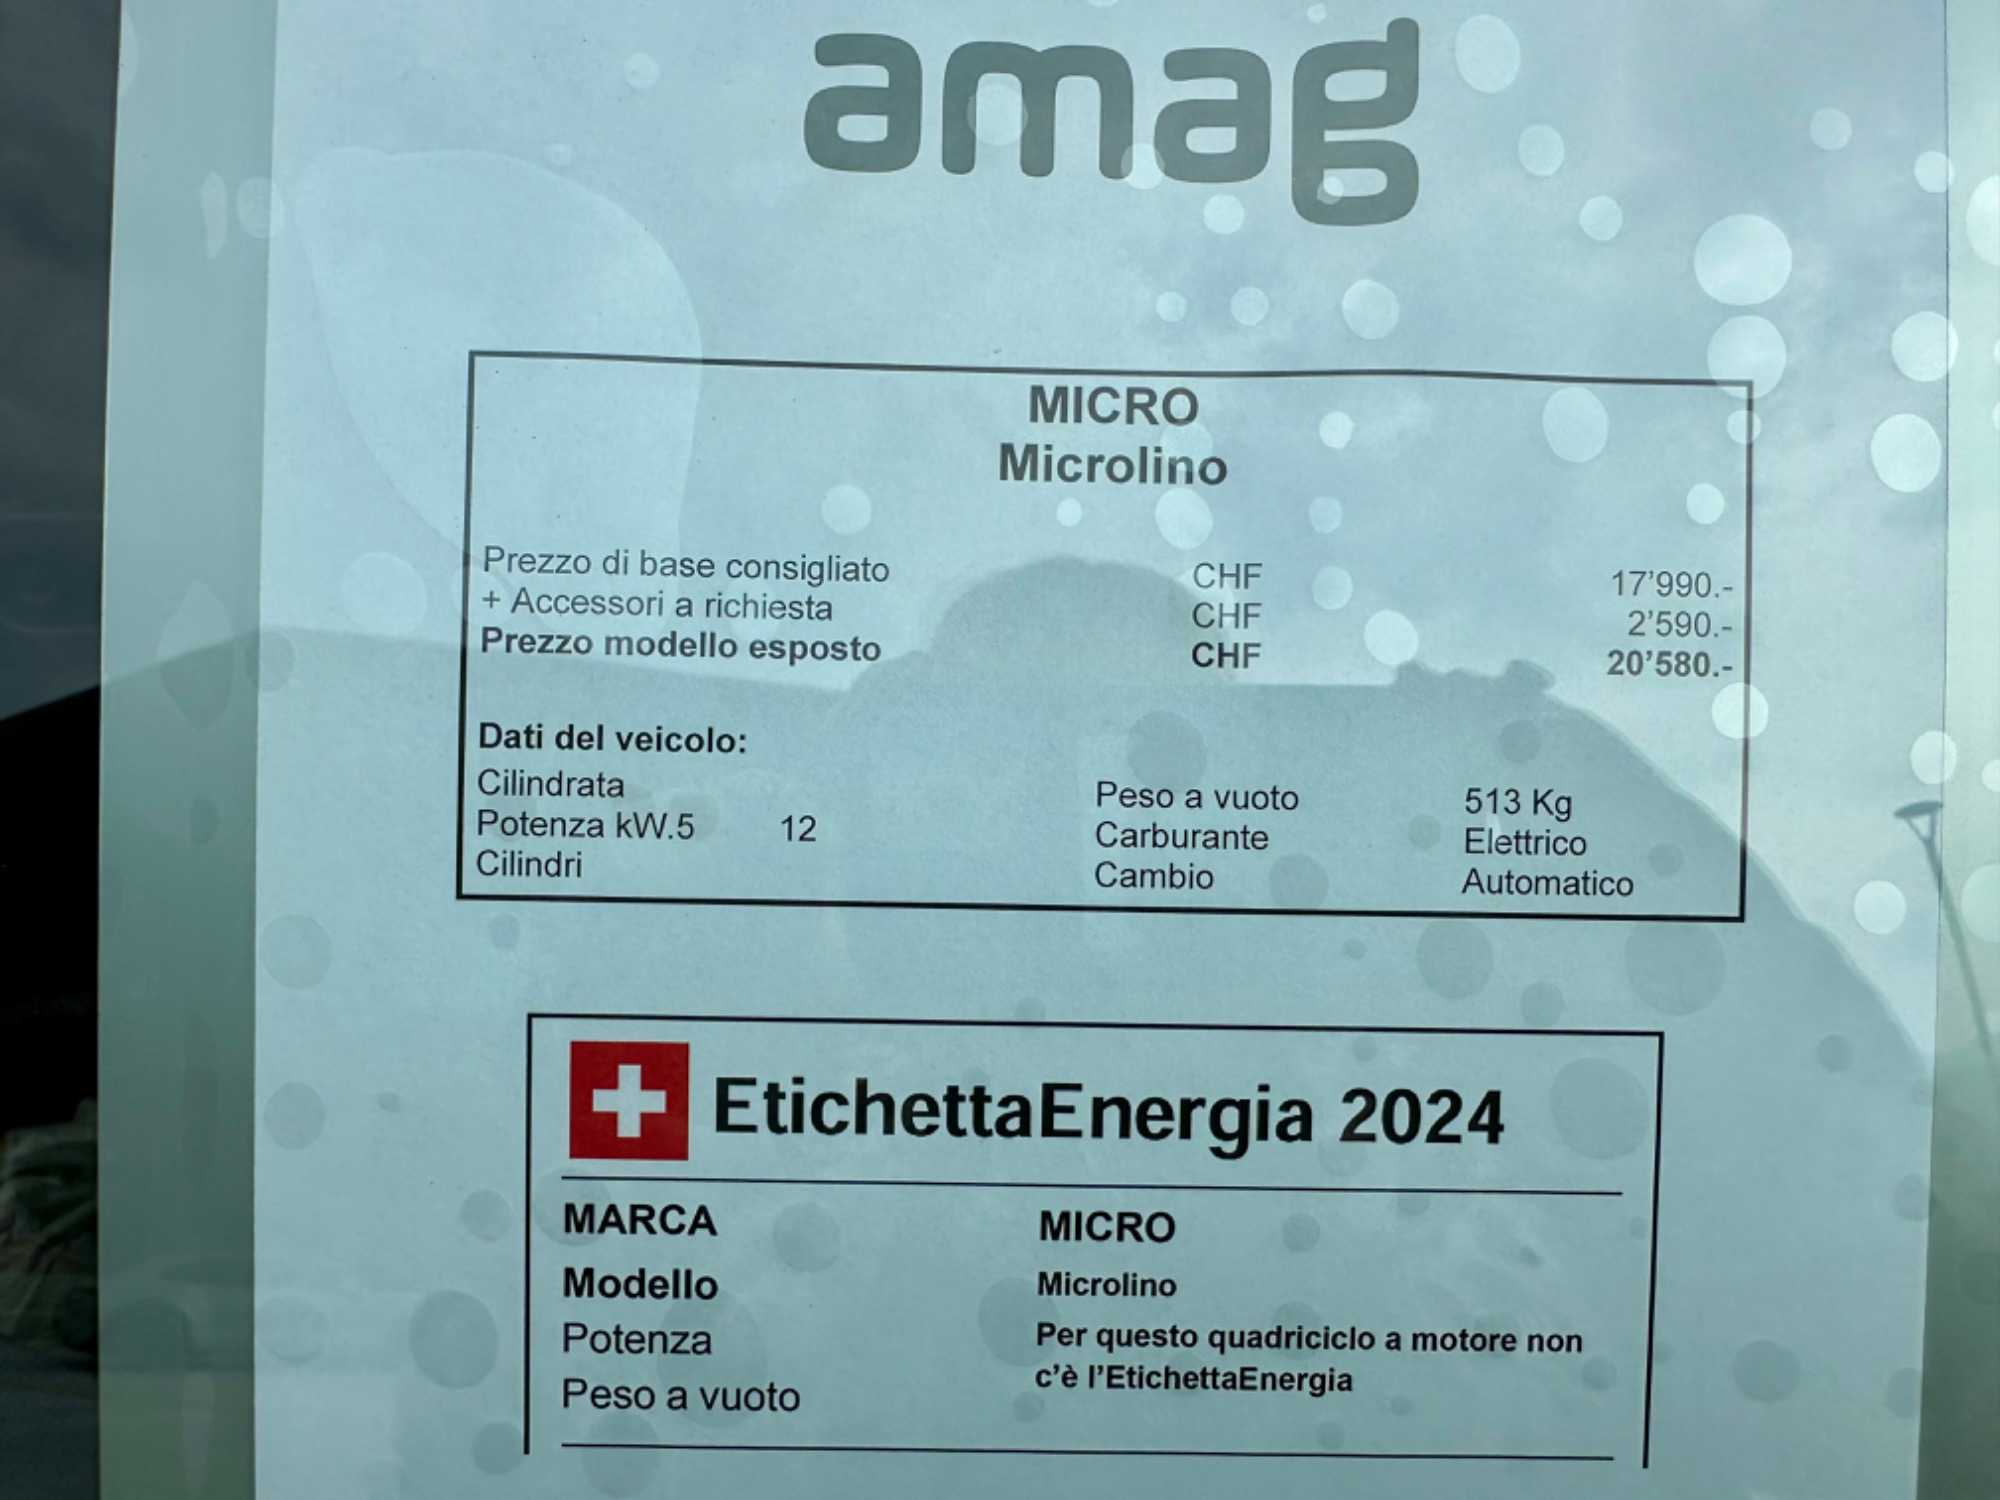 amag
MICRO
Microlino
Prezzo di base consigliato CHF 17'990.-
+ Accessori a richiesta CHF 2'590.-
Prezzo modello esposto CHF 20'580.-
Dati del veicolo:
Cilindrata Peso a vuoto 513 Kg
Potenza kW.5 12 Carburante Elettrico
Cilindri Cambio Automatico
EtichettaEnergia 2024
MARCA MICRO
Modello Microlino
Potenza Per questo quadriciclo a motore non
c'è l'EtichettaEnergia
Peso a vuoto